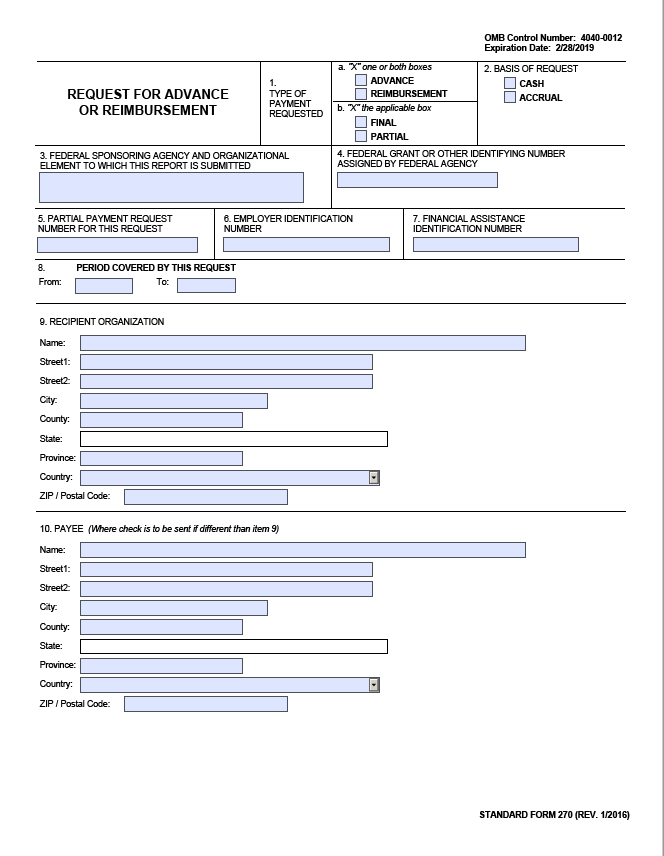 OMB Control Number: 4040-0012
Expiration Date: 2/28/2019
REQUEST FOR ADVANCE
OR REIMBURSEMENT
1.
TYPE OF
PAYMENT
REQUESTED
a. "X" one or both boxes
ADVANCE
REIMBURSEMENT
b. "X" the applicable box
FINAL
PARTIAL
2. BASIS OF REQUEST
CASH
ACCRUAL
3. FEDERAL SPONSORING AGENCY AND ORGANIZATIONAL
ELEMENT TO WHICH THIS REPORT IS SUBMITTED
4. FEDERAL GRANT OR OTHER IDENTIFYING NUMBER
ASSIGNED BY FEDERAL AGENCY
5. PARTIAL PAYMENT REQUEST
NUMBER FOR THIS REQUEST
6. EMPLOYER IDENTIFICATION
NUMBER
7. FINANCIAL ASSISTANCE
IDENTIFICATION NUMBER
8. PERIOD COVERED BY THIS REQUEST
From: To:
9. RECIPIENT ORGANIZATION
Name:
Street1:
Street2:
City:
County:
State:
Province:
Country:
ZIP / Postal Code:
10. PAYEE (Where check is to be sent if different than item 9)
Name:
Street1:
Street2:
City:
County:
State:
Province:
Country:
ZIP / Postal Code:
STANDARD FORM 270 (REV. 1/2016)